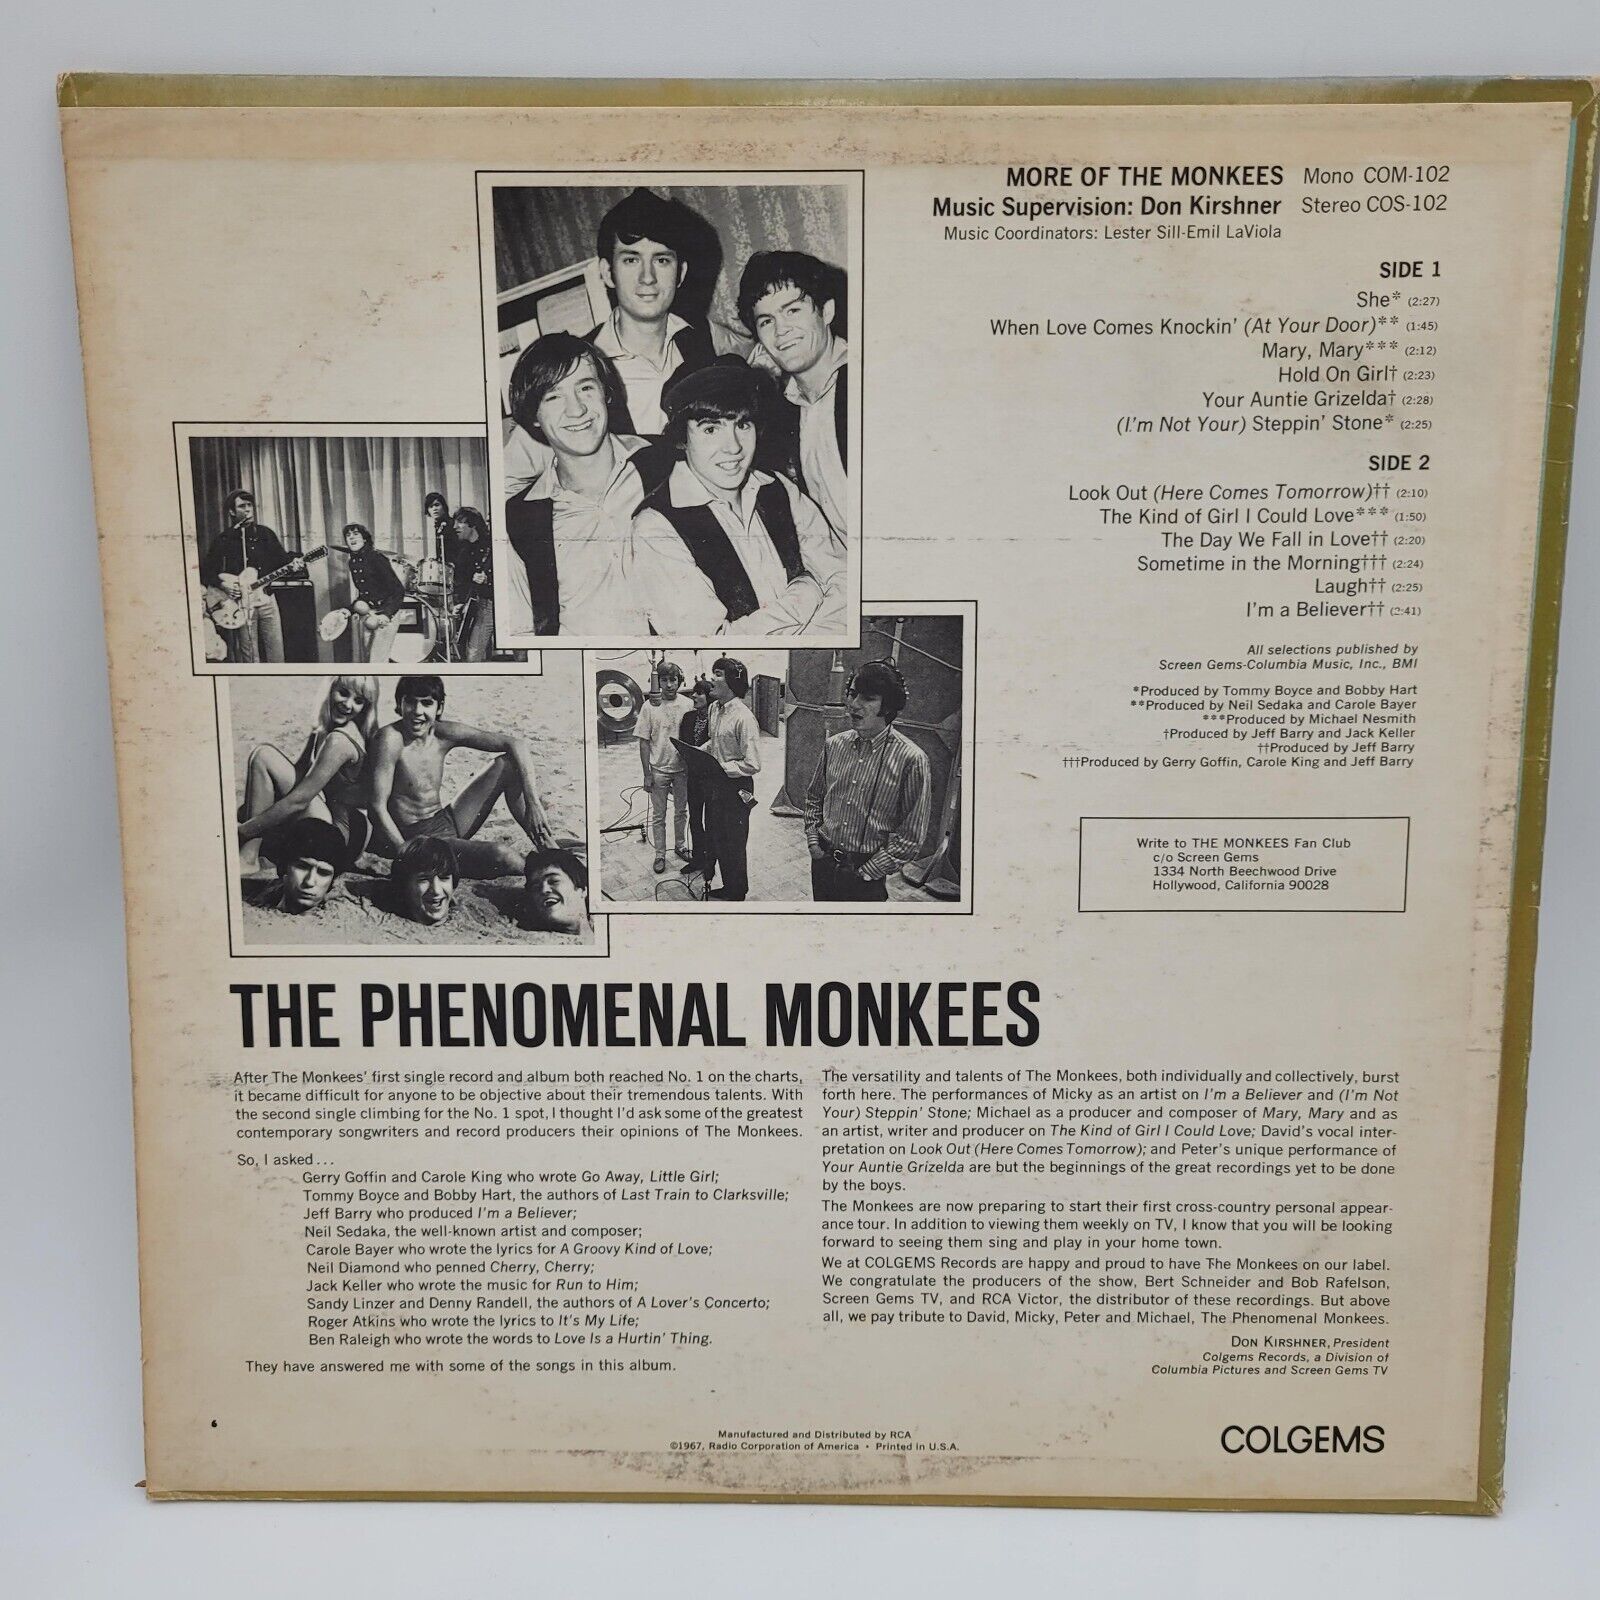 MORE OF THE MONKEES Mono COM-102
Music Supervision: Don Kirshner Stereo COS-102
Music Coordinators: Lester Sill-Emil LaViola
SIDE 1
She* (2:27)
When Love Comes Knockin' (At Your Door)** (1:45)
Mary, Mary*** (2:12)
Hold On Girl† (2:23)
Your Auntie Grizelda† (2:28)
(I'm Not Your) Steppin' Stone* (2:25)
SIDE 2
Look Out (Here Comes Tomorrow)†† (2:10)
The Kind of Girl I Could Love*** (1:50)
The Day We Fall in Love†† (2:20)
Sometime in the Morning††† (2:24)
Laugh†† (2:25)
I'm a Believer†† (2:41)
All selections published by
Screen Gems-Columbia Music, Inc., BMI
*Produced by Tommy Boyce and Bobby Hart
**Produced by Neil Sedaka and Carole Bayer
***Produced by Michael Nesmith
†Produced by Jeff Barry and Jack Keller
††Produced by Jeff Barry
†††Produced by Gerry Goffin, Carole King and Jeff Barry
Write to THE MONKEES Fan Club
c/o Screen Gems
1334 North Beechwood Drive
Hollywood, California 90028
THE PHENOMENAL MONKEES
After The Monkees' first single record and album both reached No. 1 on the charts,
it became difficult for anyone to be objective about their tremendous talents. With
the second single climbing for the No. 1 spot, I thought I'd ask some of the greatest
contemporary songwriters and record producers their opinions of The Monkees.
So, I asked...
Gerry Goffin and Carole King who wrote Go Away, Little Girl;
Tommy Boyce and Bobby Hart, the authors of Last Train to Clarksville;
Jeff Barry who produced I'm a Believer;
Neil Sedaka, the well-known artist and composer;
Carole Bayer who wrote the lyrics for A Groovy Kind of Love;
Neil Diamond who penned Cherry, Cherry;
Jack Keller who wrote the music for Run to Him;
Sandy Linzer and Denny Randell, the authors of A Lover's Concerto;
Roger Atkins who wrote the lyrics to It's My Life;
Ben Raleigh who wrote the words to Love Is a Hurtin' Thing.
They have answered me with some of the songs in this album.
The versatility and talents of The Monkees, both individually and collectively, burst
forth here. The performances of Micky as an artist on I'm a Believer and (I'm Not
Your) Steppin' Stone; Michael as a producer and composer of Mary, Mary and as
an artist, writer and producer on The Kind of Girl I Could Love; David's vocal inter-
pretation on Look Out (Here Comes Tomorrow); and Peter's unique performance of
Your Auntie Grizelda are but the beginnings of the great recordings yet to be done
by the boys.
The Monkees are now preparing to start their first cross-country personal appear-
ance tour. In addition to viewing them weekly on TV, I know that you will be looking
forward to seeing them sing and play in your home town.
We at COLGEMS Records are happy and proud to have The Monkees on our label.
We congratulate the producers of the show, Bert Schneider and Bob Rafelson,
Screen Gems TV, and RCA Victor, the distributor of these recordings. But above
all, we pay tribute to David, Micky, Peter and Michael, The Phenomenal Monkees.
DON KIRSHNER, President
Colgems Records, a Division of
Columbia Pictures and Screen Gems TV
6
Manufactured and Distributed by RCA
©1967, Radio Corporation of America • Printed in U.S.A.
COLGEMS